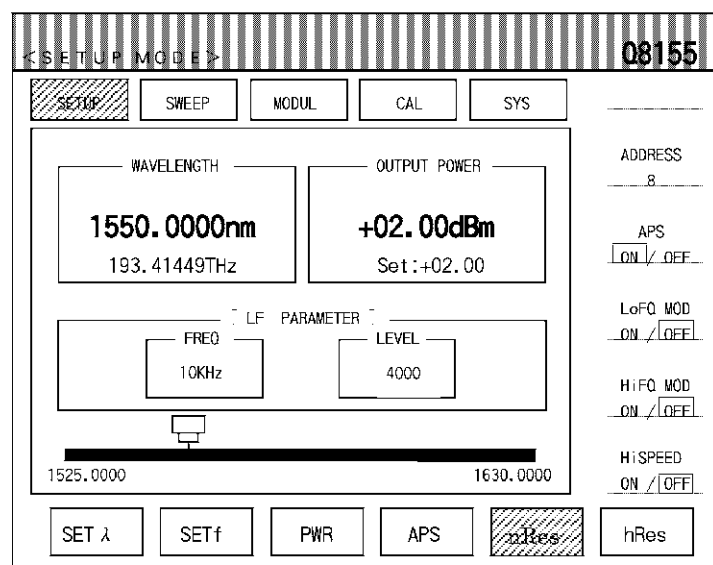 <SETUP MODE>
Q8155
SETUP
SWEEP
MODUL
CAL
SYS
WAVELENGTH
1550.0000nm
193.41449THz
OUTPUT POWER
+02.00dBm
Set:+02.00
LF PARAMETER
FREQ
10KHz
LEVEL
4000
1525.0000
1630.0000
ADDRESS
8
APS
ON / OFF
LoFQ MOD
ON / OFF
HiFQ MOD
ON / OFF
HiSPEED
ON / OFF
SET λ
SETf
PWR
APS
nRes
hRes